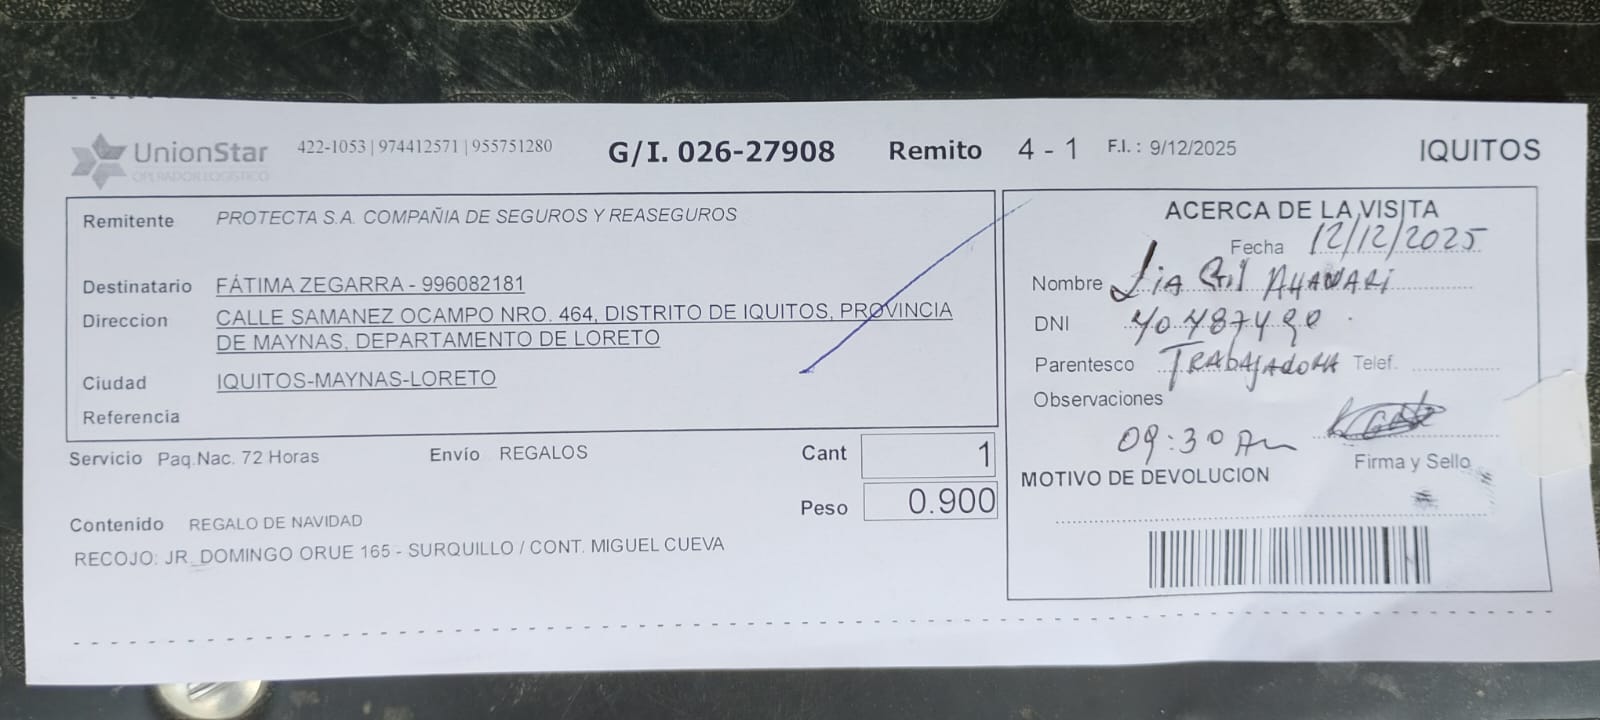 UnionStar
OPERADOR LOGISTICO
422-1053 | 974412571 | 955751280
G/I. 026-27908
Remito 4 - 1
F.I. : 9/12/2025
IQUITOS
Remitente PROTECTA S.A. COMPAÑIA DE SEGUROS Y REASEGUROS
Destinatario FÁTIMA ZEGARRA - 996082181
Direccion CALLE SAMANEZ OCAMPO NRO. 464, DISTRITO DE IQUITOS, PROVINCIA
DE MAYNAS, DEPARTAMENTO DE LORETO
Ciudad IQUITOS-MAYNAS-LORETO
Referencia
Servicio Paq.Nac. 72 Horas
Envío REGALOS
Cant 1
Peso 0.900
Contenido REGALO DE NAVIDAD
RECOJO: JR_DOMINGO ORUE 165 - SURQUILLO / CONT. MIGUEL CUEVA
ACERCA DE LA VISITA
Fecha 12/12/2025
Nombre Lia Gil AHANARI
DNI
Parentesco TRABAJADORA Telef.
Observaciones
09:30 Am
Firma y Sello
MOTIVO DE DEVOLUCION